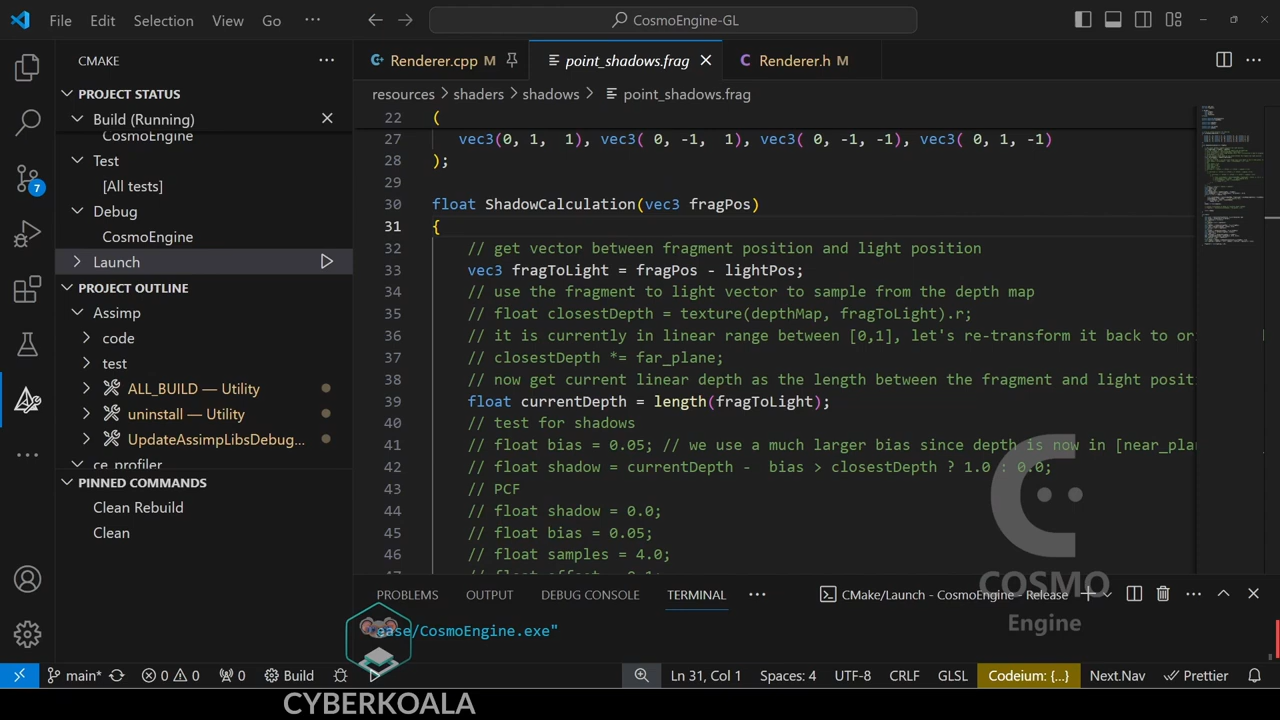 File Edit Selection View Go ··· CosmoEngine-GL
CMAKE ···
Renderer.cpp M point_shadows.frag Renderer.h M ···
PROJECT STATUS
resources > shaders > shadows > point_shadows.frag
Build (Running)
CosmoEngine
Test
[All tests]
Debug
CosmoEngine
Launch
PROJECT OUTLINE
Assimp
code
test
ALL_BUILD — Utility
uninstall — Utility
UpdateAssimpLibsDebug...
ce_profiler
PINNED COMMANDS
Clean Rebuild
Clean
7
22 (
27 vec3(0, 1,  1), vec3( 0, -1,  1), vec3( 0, -1, -1), vec3( 0, 1, -1)
28 );
29
30 float ShadowCalculation(vec3 fragPos)
31 {
32 // get vector between fragment position and light position
33 vec3 fragToLight = fragPos - lightPos;
34 // use the fragment to light vector to sample from the depth map
35 // float closestDepth = texture(depthMap, fragToLight).r;
36 // it is currently in linear range between [0,1], let's re-transform it back to or
37 // closestDepth *= far_plane;
38 // now get current linear depth as the length between the fragment and light posit
39 float currentDepth = length(fragToLight);
40 // test for shadows
41 // float bias = 0.05; // we use a much larger bias since depth is now in [near_plan
42 // float shadow = currentDepth -  bias > closestDepth ? 1.0 : 0.0;
43 // PCF
44 // float shadow = 0.0;
45 // float bias = 0.05;
46 // float samples = 4.0;
COSMO
Engine
PROBLEMS OUTPUT DEBUG CONSOLE TERMINAL ··· CMake/Launch - CosmoEngine - Release
ease/CosmoEngine.exe"
main* 0 0 0 Build Ln 31, Col 1 Spaces: 4 UTF-8 CRLF GLSL Codeium: {...} Next.Nav Prettier
CYBERKOALA